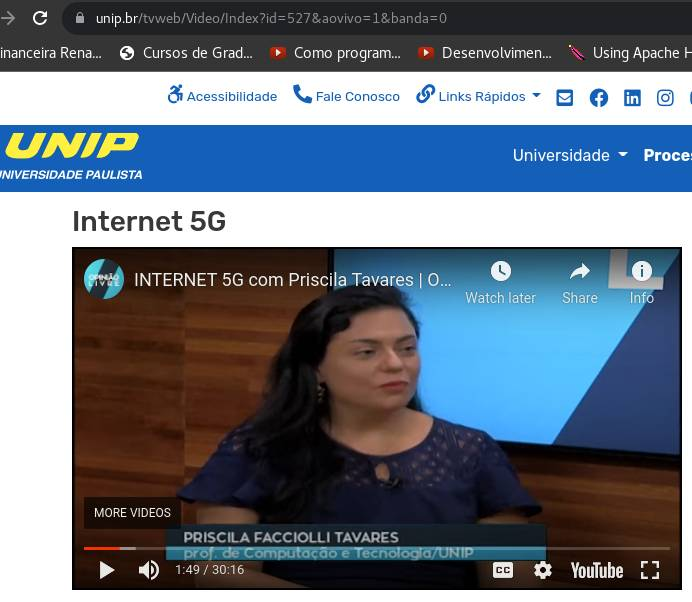 unip.br/tvweb/Video/Index?id=527&aovivo=1&banda=0
inanceira Rena... Cursos de Grad... Como program... Desenvolvimen... Using Apache H
Acessibilidade Fale Conosco Links Rápidos
UNIP
UNIVERSIDADE PAULISTA
Universidade Proces
Internet 5G
OPINIÃO
LIVRE
INTERNET 5G com Priscila Tavares | O...
Watch later Share Info
MORE VIDEOS
PRISCILA FACCIOLLI TAVARES
prof. de Computação e Tecnologia/UNIP
1:49 / 30:16 CC YouTube